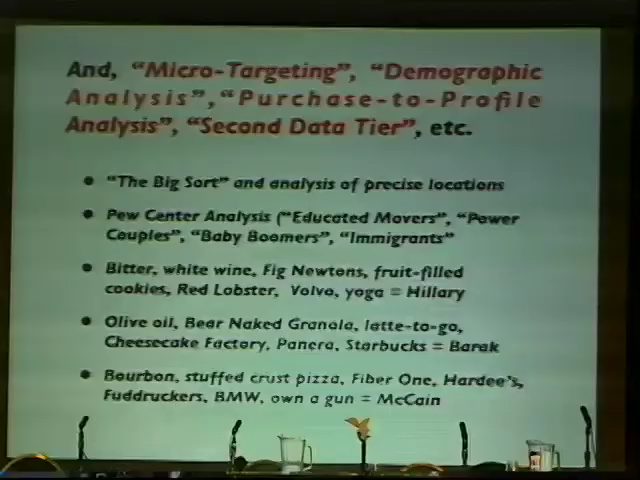 And, “Micro-Targeting”, “Demographic
Analysis”, “Purchase-to-Profile
Analysis”, “Second Data Tier”, etc.
• “The Big Sort” and analysis of precise locations
• Pew Center Analysis (“Educated Movers”, “Power
Couples”, “Baby Boomers”, “Immigrants”
• Bitter, white wine, Fig Newtons, fruit-filled
cookies, Red Lobster, Volvo, yoga = Hillary
• Olive oil, Bear Naked Granola, latte-to-go,
Cheesecake Factory, Panera, Starbucks = Barak
• Bourbon, stuffed crust pizza, Fiber One, Hardee’s,
Fuddruckers, BMW, own a gun = McCain